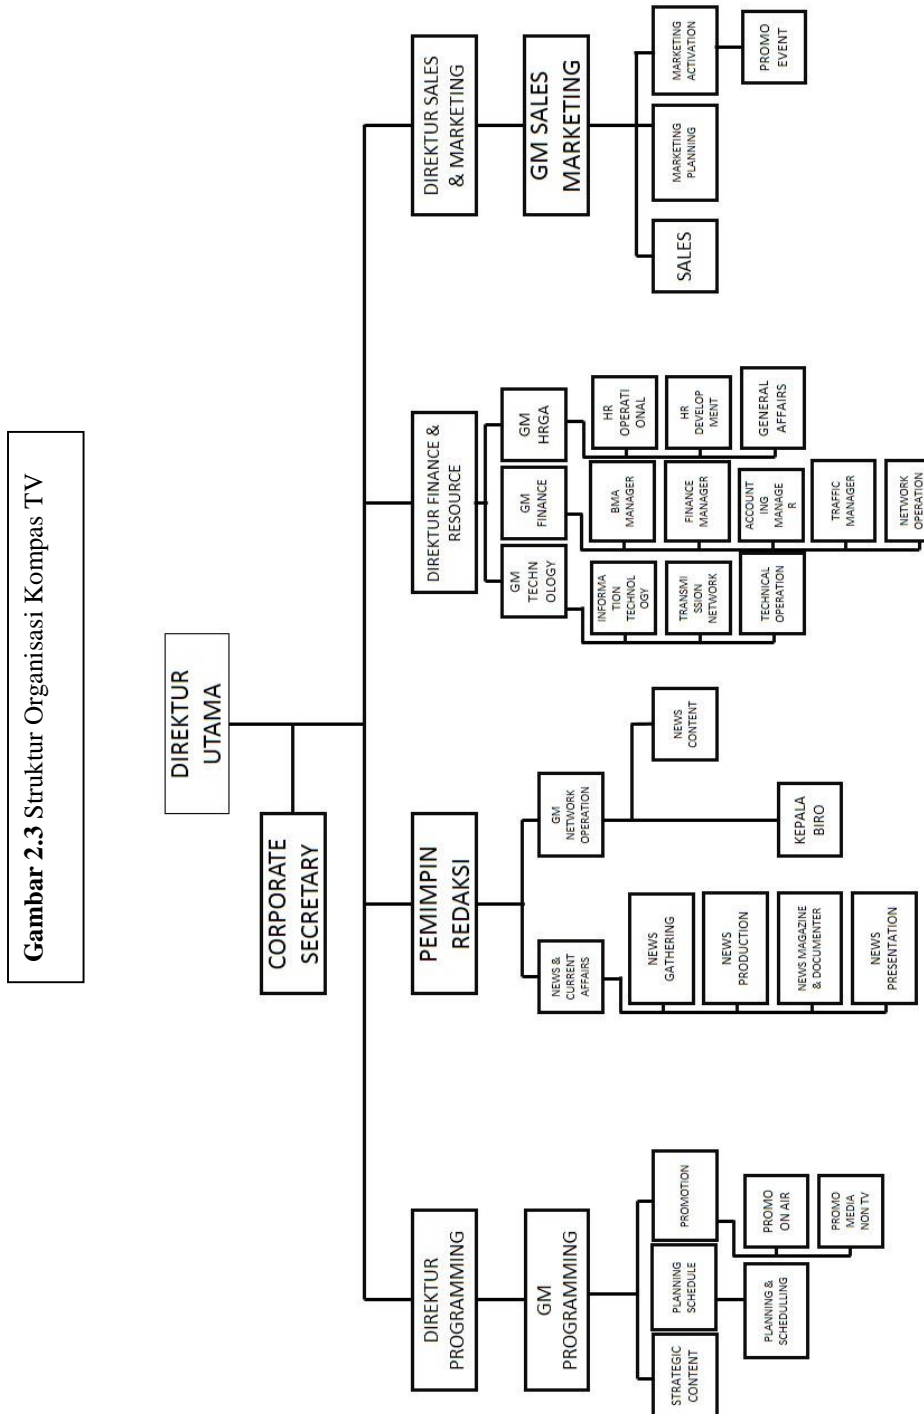 Gambar 2.3 Struktur Organisasi Kompas TV
DIREKTUR
UTAMA
CORPORATE
SECRETARY
DIREKTUR
PROGRAMMING
PEMIMPIN
REDAKSI
DIREKTUR FINANCE &
RESOURCE
DIREKTUR SALES
& MARKETING
GM
PROGRAMMING
STRATEGIC
CONTENT
PLANNING
SCHEDULE
PROMOTION
PLANNING &
SCHEDULLING
PROMO
ON AIR
PROMO
MEDIA
NON TV
NEWS &
CURRENT
AFFAIRS
GM
NETWORK
OPERATION
NEWS
GATHERING
NEWS
PRODUCTION
NEWS MAGAZINE
& DOCUMENTER
NEWS
PRESENTATION
NEWS
CONTENT
KEPALA
BIRO
GM
TECHN
OLOGY
GM
FINANCE
GM
HRGA
INFORMA
TION
TECHNOL
OGY
TRANSMI
SSION
NETWORK
TECHNICAL
OPERATION
BMA
MANAGER
FINANCE
MANAGER
ACCOUNT
ING
MANAGE
R
TRAFFIC
MANAGER
NETWORK
OPERATION
HR
OPERATI
ONAL
HR
DEVELOP
MENT
GENERAL
AFFAIRS
GM SALES
MARKETING
SALES
MARKETING
PLANNING
MARKETING
ACTIVATION
PROMO
EVENT